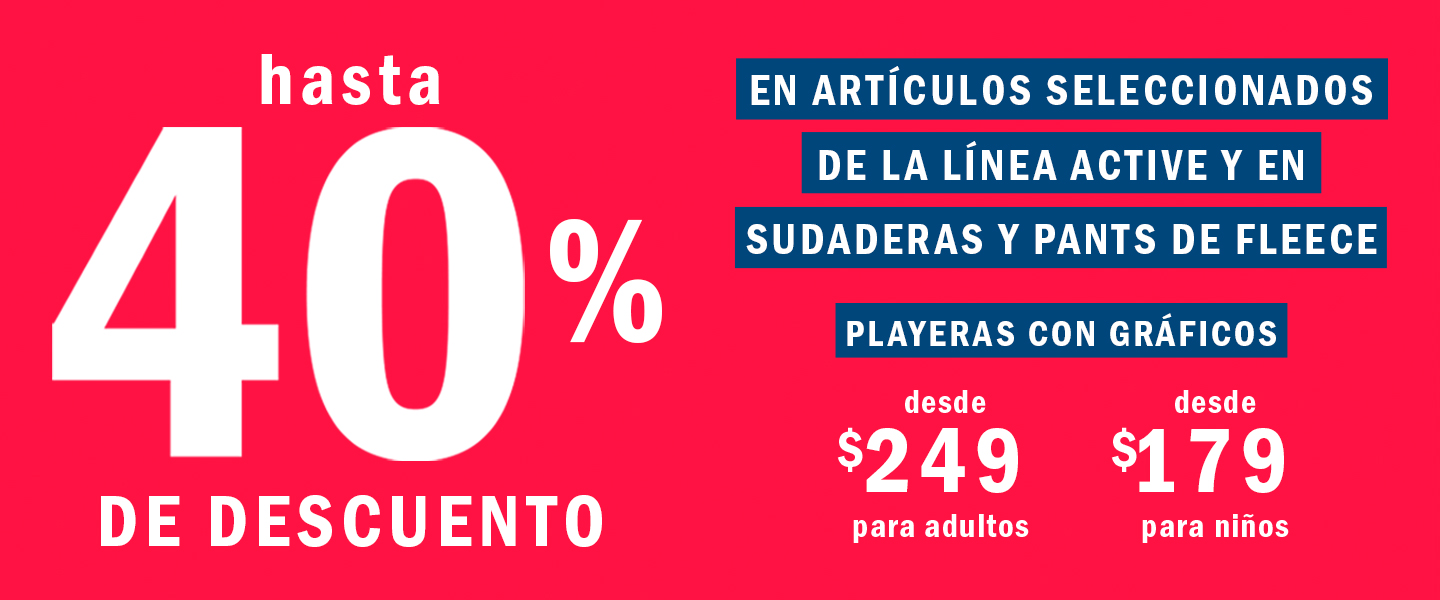 hasta
40%
DE DESCUENTO
EN ARTÍCULOS SELECCIONADOS
DE LA LÍNEA ACTIVE Y EN
SUDADERAS Y PANTS DE FLEECE
PLAYERAS CON GRÁFICOS
desde
$249
para adultos
desde
$179
para niños